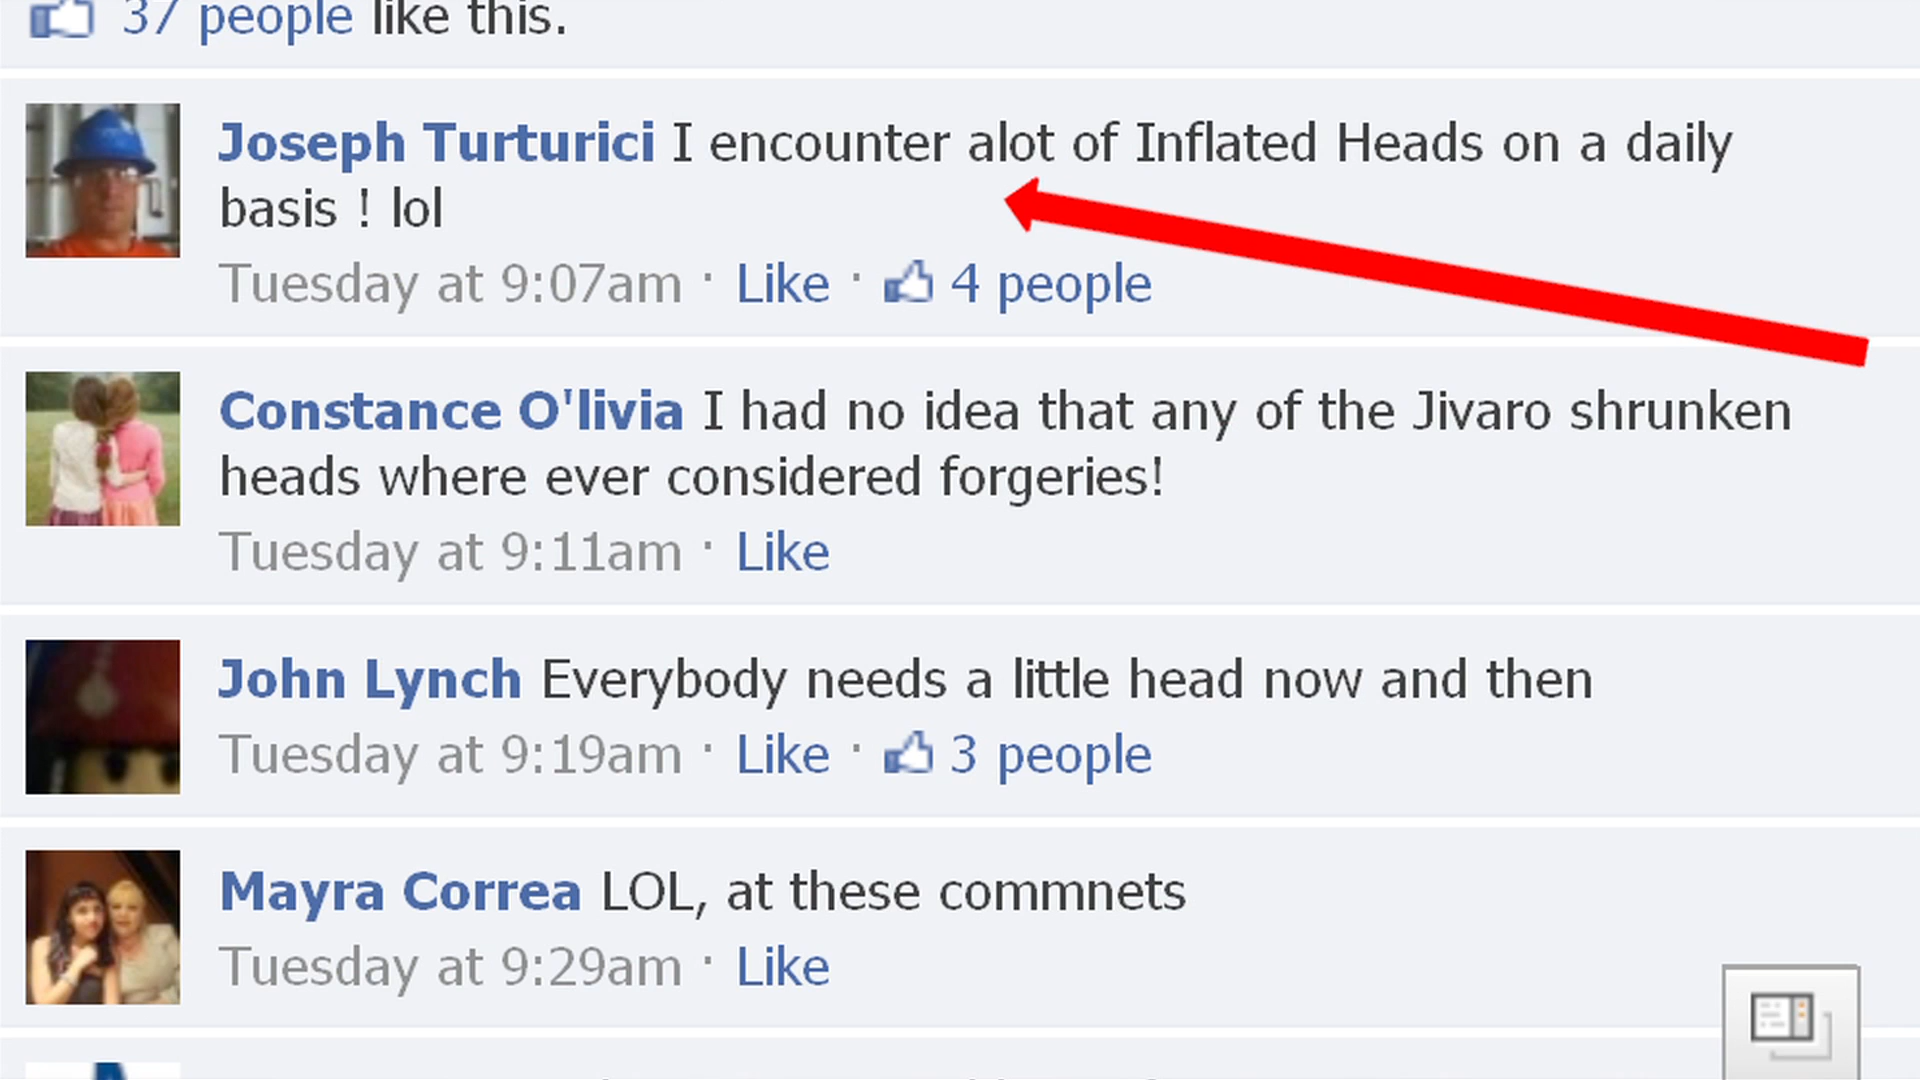 37 people like this.
Joseph Turturici I encounter alot of Inflated Heads on a daily
basis ! lol
Tuesday at 9:07am · Like · 4 people
Constance O'livia I had no idea that any of the Jivaro shrunken
heads where ever considered forgeries!
Tuesday at 9:11am · Like
John Lynch Everybody needs a little head now and then
Tuesday at 9:19am · Like · 3 people
Mayra Correa LOL, at these commnets
Tuesday at 9:29am · Like